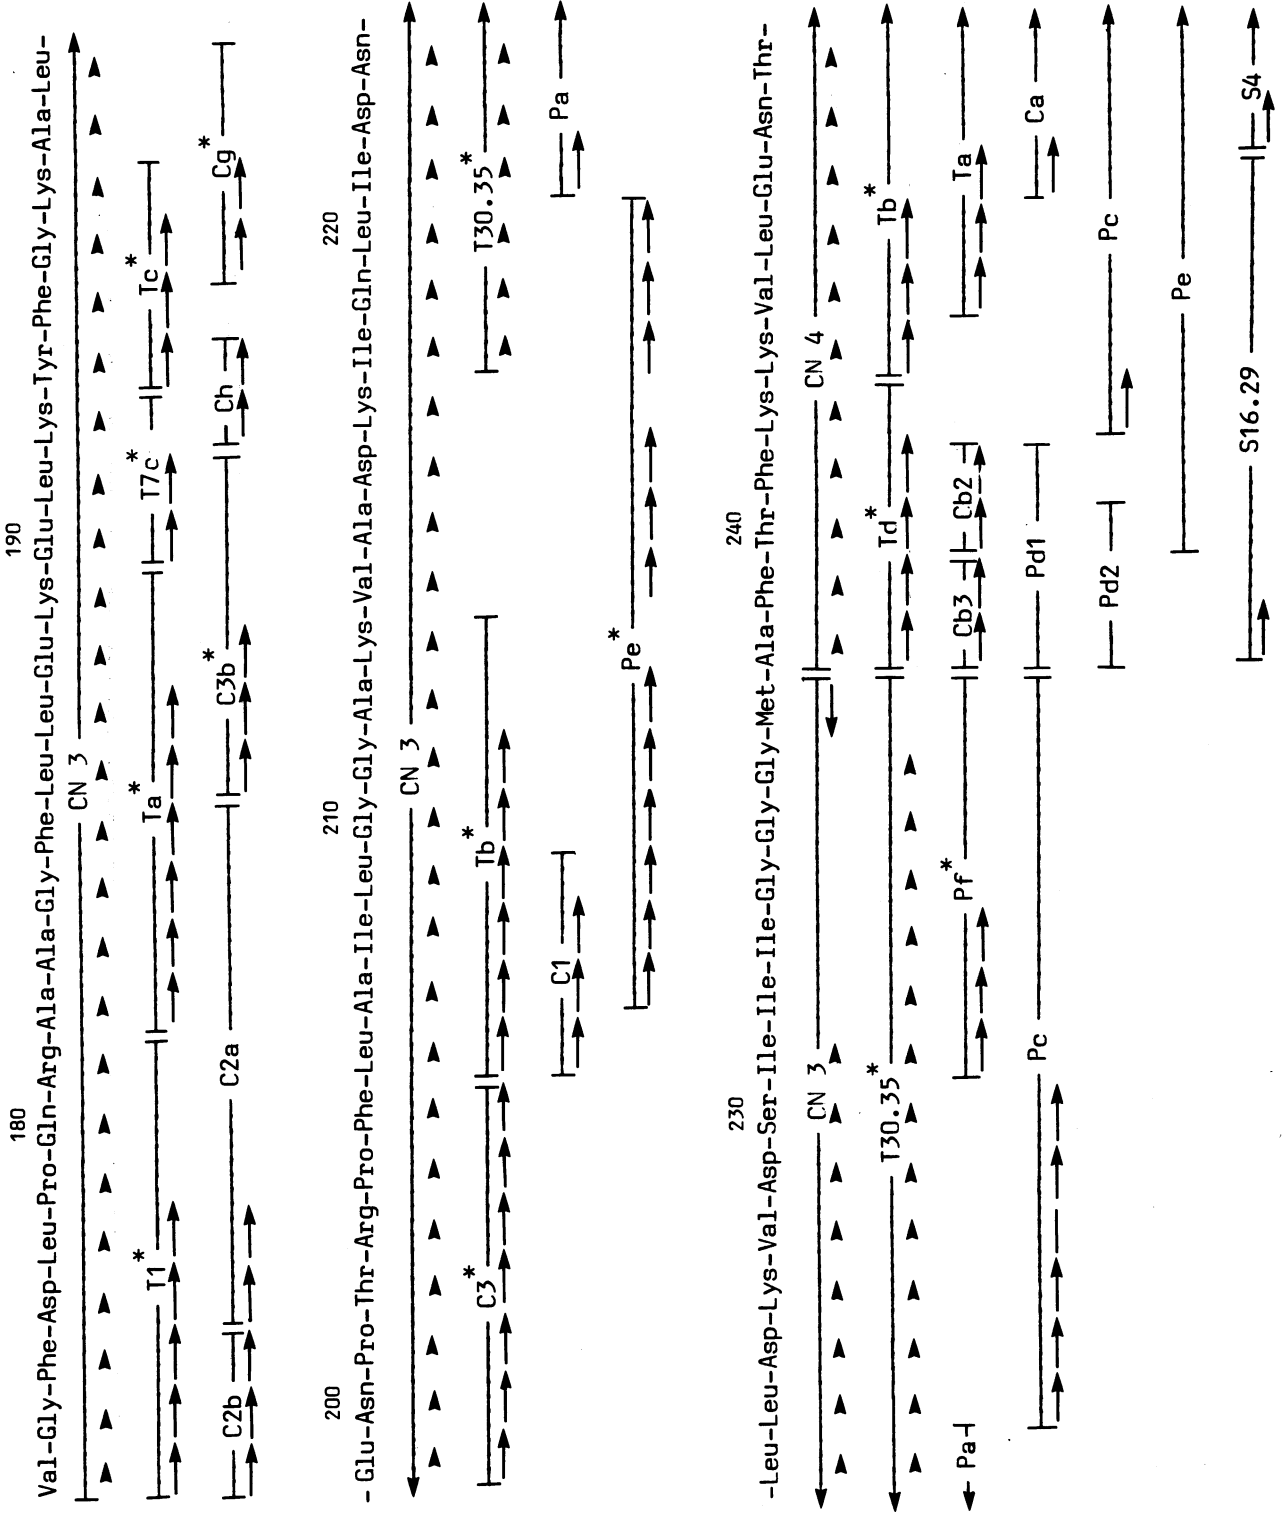 180 190
Val-Gly-Phe-Asp-Leu-Pro-Gln-Arg-Ala-Ala-Gly-Phe-Leu-Leu-Glu-Lys-Glu-Leu-Lys-Tyr-Phe-Gly-Lys-Ala-Leu-
CN 3
T1* Ta* T7c* Tc*
C2b C2a C3b* Ch Cg*
200 210 220
-Glu-Asn-Pro-Thr-Arg-Pro-Phe-Leu-Ala-Ile-Leu-Gly-Gly-Ala-Lys-Val-Ala-Asp-Lys-Ile-Gln-Leu-Ile-Asp-Asn-
CN 3
C3* Tb* T30.35*
C1 Pa
Pe*
230 240
-Leu-Leu-Asp-Lys-Val-Asp-Ser-Ile-Ile-Ile-Gly-Gly-Gly-Met-Ala-Phe-Thr-Phe-Lys-Lys-Val-Leu-Glu-Asn-Thr-
CN 3 CN 4
T30.35* Td* Tb*
Pa Pf* Cb3 Cb2 Ta
Pc Pd1 Ca
Pd2 Pc
Pe
S16.29 S4